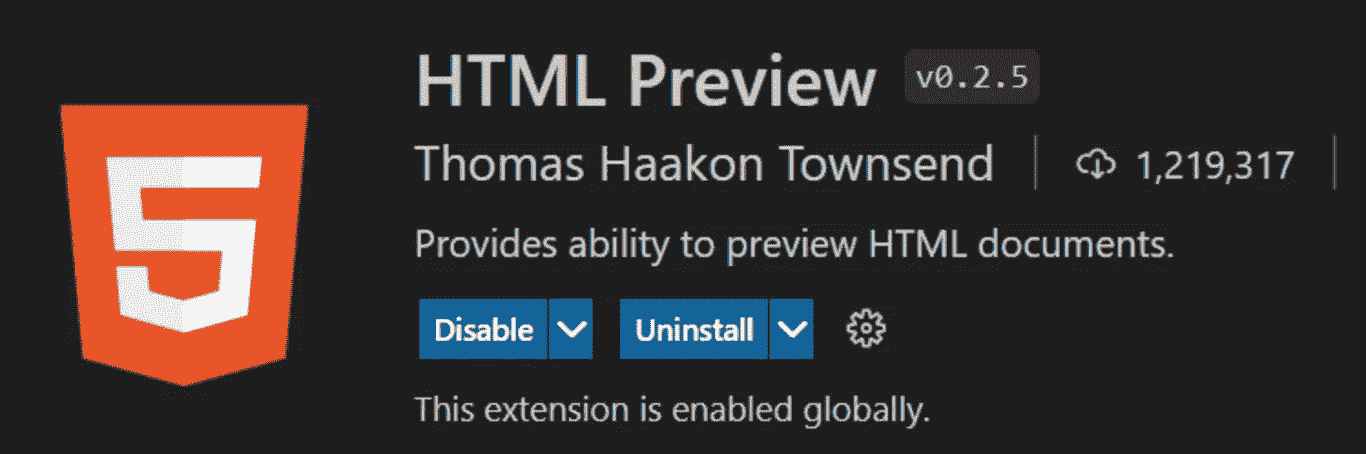 HTML Preview v0.2.5
Thomas Haakon Townsend 1,219,317
Provides ability to preview HTML documents.
Disable Uninstall
This extension is enabled globally.